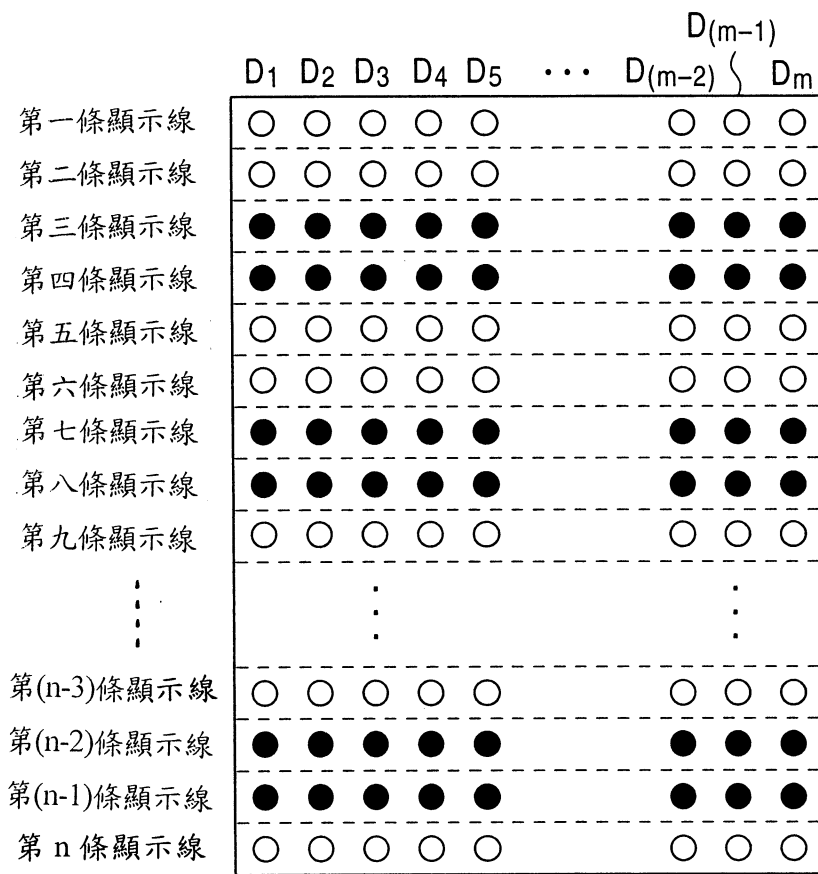 D(m-1)
D1 D2 D3 D4 D5 ··· D(m-2) Dm
第一條顯示線
第二條顯示線
第三條顯示線
第四條顯示線
第五條顯示線
第六條顯示線
第七條顯示線
第八條顯示線
第九條顯示線
第(n-3)條顯示線
第(n-2)條顯示線
第(n-1)條顯示線
第 n 條顯示線